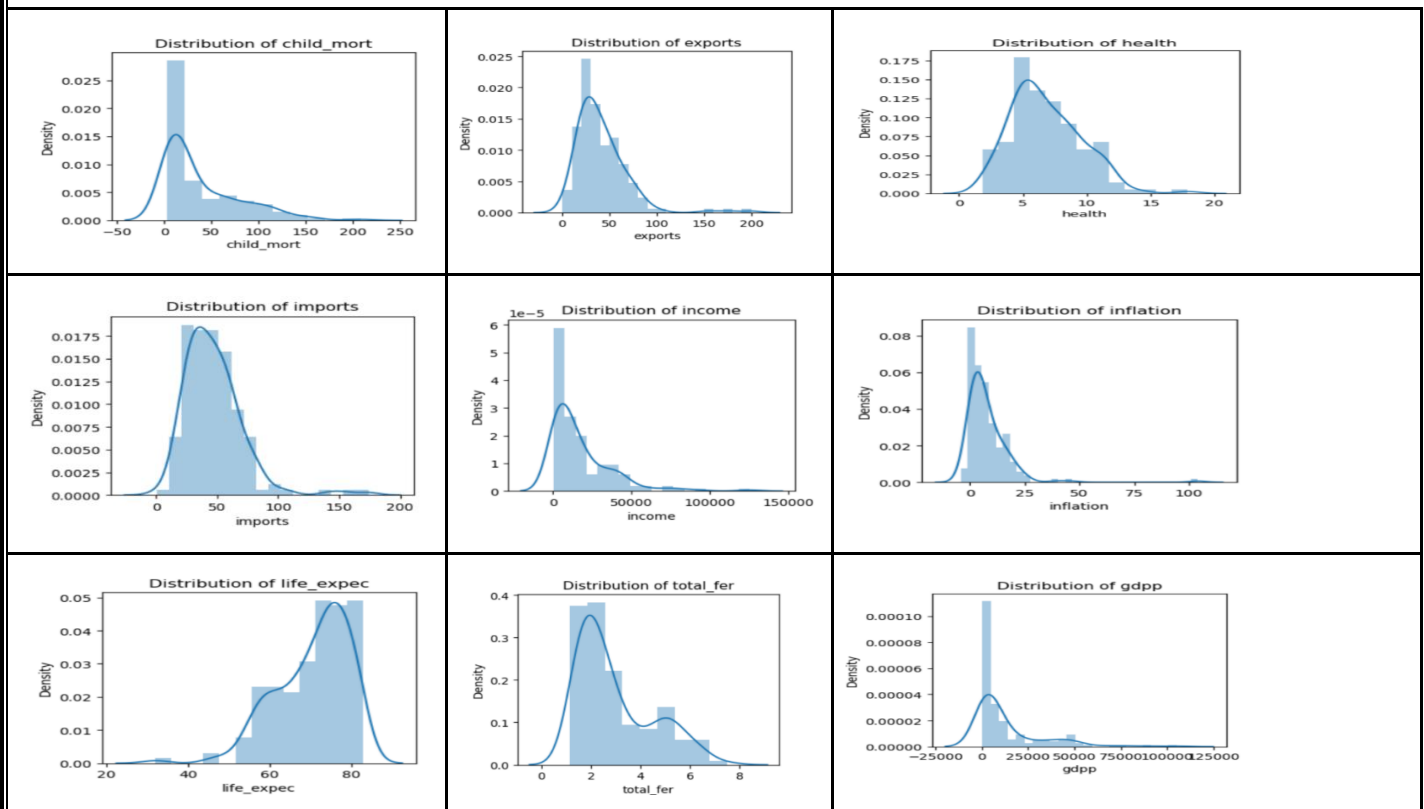 Distribution of child_mort
Density
0.025
0.020
0.015
0.010
0.005
0.000
−50 0 50 100 150 200 250
child_mort
Distribution of exports
Density
0.025
0.020
0.015
0.010
0.005
0.000
0 50 100 150 200
exports
Distribution of health
Density
0.175
0.150
0.125
0.100
0.075
0.050
0.025
0.000
0 5 10 15 20
health
Distribution of imports
Density
0.0175
0.0150
0.0125
0.0100
0.0075
0.0050
0.0025
0.0000
0 50 100 150 200
imports
1e−5
Distribution of income
Density
6
5
4
3
2
1
0
0 50000 100000 150000
income
Distribution of inflation
Density
0.08
0.06
0.04
0.02
0.00
0 25 50 75 100
inflation
Distribution of life_expec
Density
0.05
0.04
0.03
0.02
0.01
0.00
20 40 60 80
life_expec
Distribution of total_fer
Density
0.4
0.3
0.2
0.1
0.0
0 2 4 6 8
total_fer
Distribution of gdpp
Density
0.00010
0.00008
0.00006
0.00004
0.00002
0.00000
−25000 0 25000 50000 75000 100000 125000
gdpp